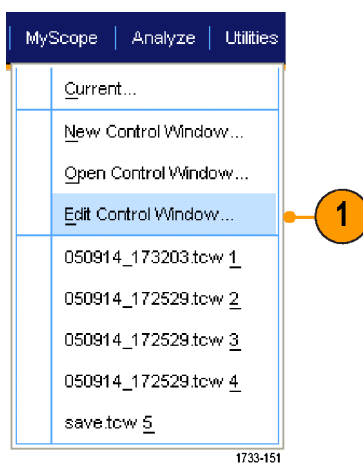 MyScope | Analyze | Utilities
Current...
New Control Window...
Open Control Window...
Edit Control Window...
1
050914_173203.tcw 1
050914_172529.tcw 2
050914_172529.tcw 3
050914_172529.tcw 4
save.tcw 5
1733-151